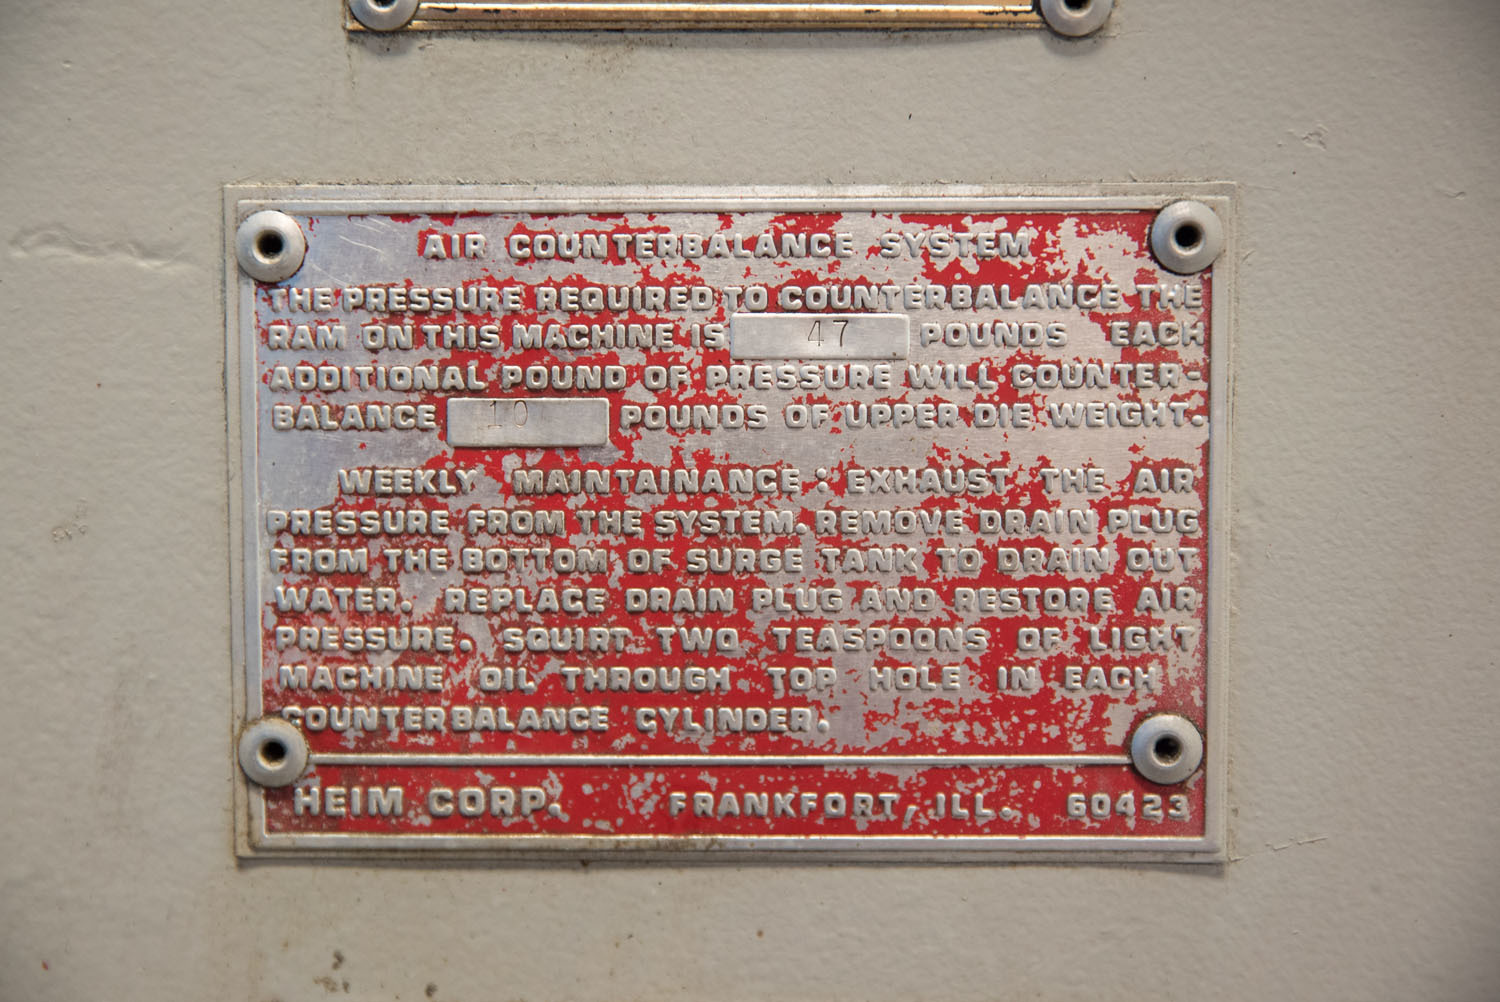 AIR COUNTERBALANCE SYSTEM
THE PRESSURE REQUIRED TO COUNTERBALANCE THE
RAM ON THIS MACHINE IS 47 POUNDS EACH
ADDITIONAL POUND OF PRESSURE WILL COUNTER-
BALANCE 10 POUNDS OF UPPER DIE WEIGHT.
WEEKLY MAINTAINANCE: EXHAUST THE AIR
PRESSURE FROM THE SYSTEM. REMOVE DRAIN PLUG
FROM THE BOTTOM OF SURGE TANK TO DRAIN OUT
WATER. REPLACE DRAIN PLUG AND RESTORE AIR
PRESSURE. SQUIRT TWO TEASPOONS OF LIGHT
MACHINE OIL THROUGH TOP HOLE IN EACH
COUNTERBALANCE CYLINDER.
HEIM CORP. FRANKFORT, ILL. 60423